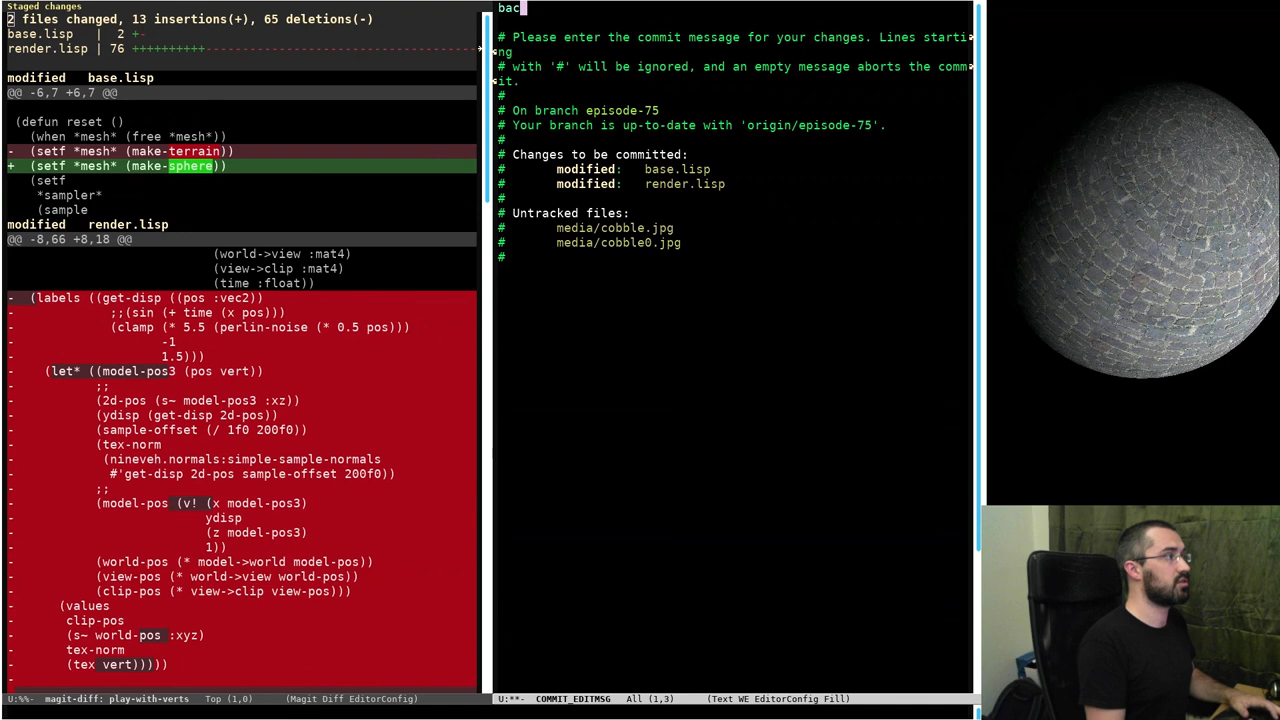 Staged changes
2 files changed, 13 insertions(+), 65 deletions(-)
base.lisp   |  2 +-
render.lisp | 76 ++++++++++--------------------------------------
modified   base.lisp
@@ -6,7 +6,7 @@
(defun reset ()
(when *mesh* (free *mesh*))
-  (setf *mesh* (make-terrain))
+  (setf *mesh* (make-sphere))
(setf
*sampler*
(sample
modified   render.lisp
@@ -8,66 +8,18 @@
(world->view :mat4)
(view->clip :mat4)
(time :float))
-  (labels ((get-disp ((pos :vec2))
-             ;;(sin (+ time (x pos)))
-             (clamp (* 5.5 (perlin-noise (* 0.5 pos)))
-                    -1
-                    1.5)))
-    (let* ((model-pos3 (pos vert))
-           ;;
-           (2d-pos (s~ model-pos3 :xz))
-           (ydisp (get-disp 2d-pos))
-           (sample-offset (/ 1f0 200f0))
-           (tex-norm
-            (nineveh.normals:simple-sample-normals
-             #'get-disp 2d-pos sample-offset 200f0))
-           ;;
-           (model-pos (v! (x model-pos3)
-                          ydisp
-                          (z model-pos3)
-                          1))
-           (world-pos (* model->world model-pos))
-           (view-pos (* world->view world-pos))
-           (clip-pos (* view->clip view-pos)))
-      (values
-       clip-pos
-       (s~ world-pos :xyz)
-       tex-norm
-       (tex vert)))))
-
U:%%-  magit-diff: play-with-verts   Top (1,0)     (Magit Diff EditorConfig)
bac
# Please enter the commit message for your changes. Lines starti
ng
# with '#' will be ignored, and an empty message aborts the comm
it.
#
# On branch episode-75
# Your branch is up-to-date with 'origin/episode-75'.
#
# Changes to be committed:
#       modified:   base.lisp
#       modified:   render.lisp
#
# Untracked files:
#       media/cobble.jpg
#       media/cobble0.jpg
#
U:**-  COMMIT_EDITMSG   All (1,3)     (Text WE EditorConfig Fill)